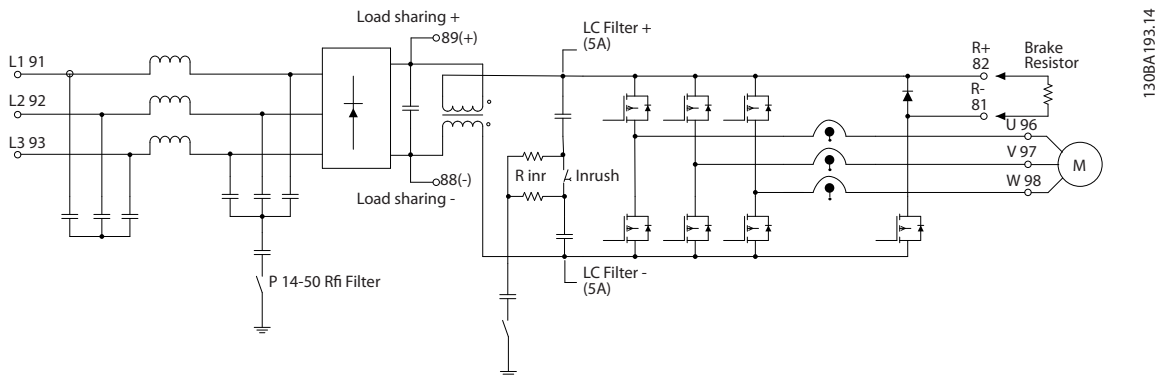 130BA193.14
Load sharing +
89(+)
LC Filter +
(5A)
R+
82
Brake
Resistor
L1 91
L2 92
L3 93
R-
81
U 96
V 97
W 98
M
R inr
Inrush
88(-)
Load sharing -
LC Filter -
(5A)
P 14-50 Rfi Filter